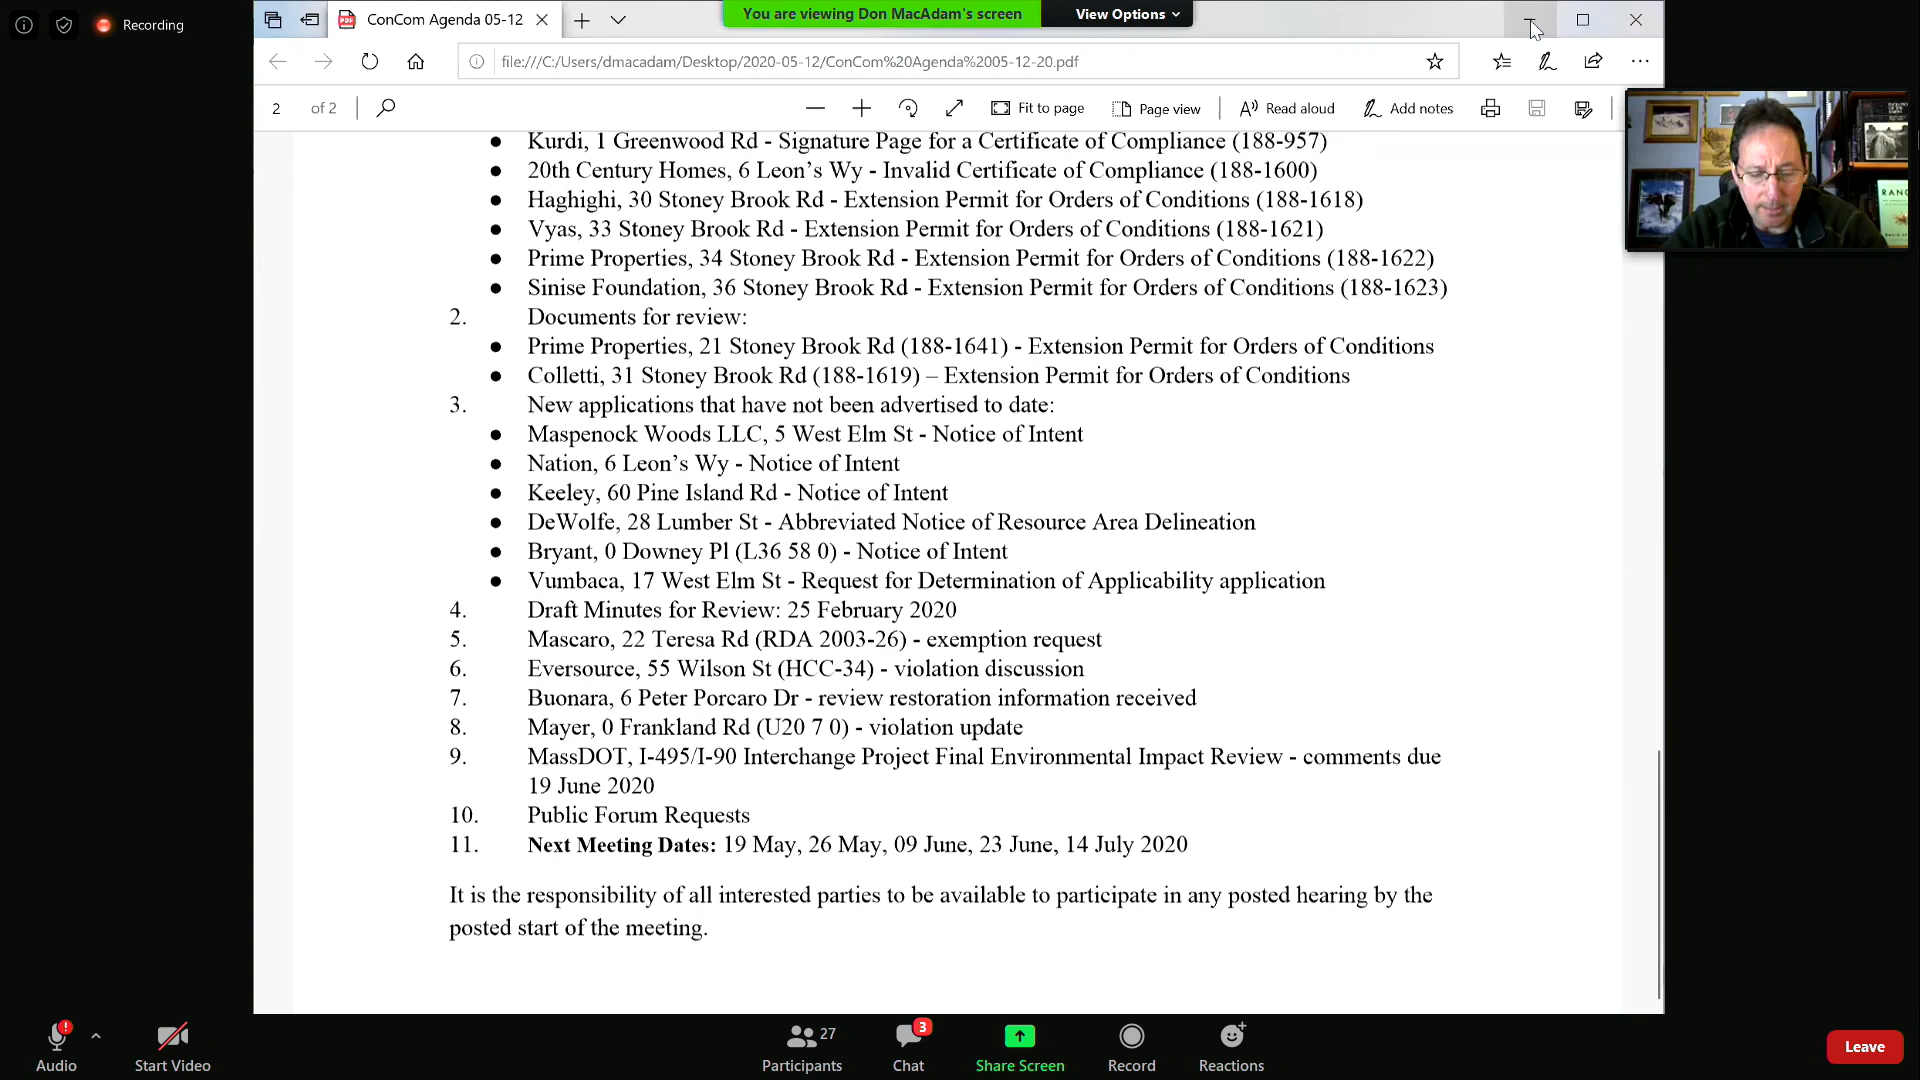 Recording
ConCom Agenda 05-12
You are viewing Don MacAdam's screen
View Options
file:///C:/Users/dmacadam/Desktop/2020-05-12/ConCom%20Agenda%2005-12-20.pdf
2 of 2
Fit to page
Page view
Read aloud
Add notes
• Kurdi, 1 Greenwood Rd - Signature Page for a Certificate of Compliance (188-957)
• 20th Century Homes, 6 Leon's Wy - Invalid Certificate of Compliance (188-1600)
• Haghighi, 30 Stoney Brook Rd - Extension Permit for Orders of Conditions (188-1618)
• Vyas, 33 Stoney Brook Rd - Extension Permit for Orders of Conditions (188-1621)
• Prime Properties, 34 Stoney Brook Rd - Extension Permit for Orders of Conditions (188-1622)
• Sinise Foundation, 36 Stoney Brook Rd - Extension Permit for Orders of Conditions (188-1623)
2. Documents for review:
• Prime Properties, 21 Stoney Brook Rd (188-1641) - Extension Permit for Orders of Conditions
• Colletti, 31 Stoney Brook Rd (188-1619) – Extension Permit for Orders of Conditions
3. New applications that have not been advertised to date:
• Maspenock Woods LLC, 5 West Elm St - Notice of Intent
• Nation, 6 Leon's Wy - Notice of Intent
• Keeley, 60 Pine Island Rd - Notice of Intent
• DeWolfe, 28 Lumber St - Abbreviated Notice of Resource Area Delineation
• Bryant, 0 Downey Pl (L36 58 0) - Notice of Intent
• Vumbaca, 17 West Elm St - Request for Determination of Applicability application
4. Draft Minutes for Review: 25 February 2020
5. Mascaro, 22 Teresa Rd (RDA 2003-26) - exemption request
6. Eversource, 55 Wilson St (HCC-34) - violation discussion
7. Buonara, 6 Peter Porcaro Dr - review restoration information received
8. Mayer, 0 Frankland Rd (U20 7 0) - violation update
9. MassDOT, I-495/I-90 Interchange Project Final Environmental Impact Review - comments due
19 June 2020
10. Public Forum Requests
11. Next Meeting Dates: 19 May, 26 May, 09 June, 23 June, 14 July 2020
It is the responsibility of all interested parties to be available to participate in any posted hearing by the
posted start of the meeting.
Audio
Start Video
27
Participants
3
Chat
Share Screen
Record
Reactions
Leave